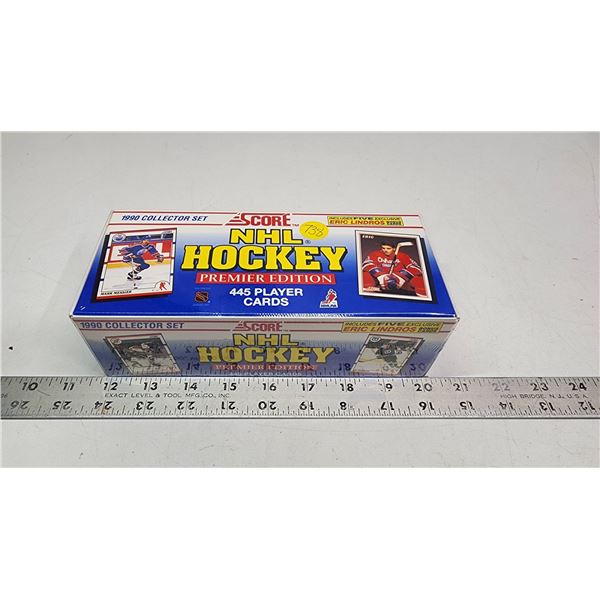 1990 COLLECTOR SET
SCORE
INCLUDES FIVE EXCLUSIVE
ERIC LINDROS
738
NHL
HOCKEY
PREMIER EDITION
445 PLAYER
CARDS
MARK MESSIER
ERIC
1990 COLLECTOR SET
SCORE
INCLUDES FIVE EXCLUSIVE
ERIC LINDROS
NHL
HOCKEY
PREMIER EDITION
445 PLAYER CARDS
10 11 12 13 14 15 16 17 18 19 20 21 22 23 24
EXACT LEVEL & TOOL MFG. CO., INC.
HIGH BRIDGE, N.J., U.S.A.
26 25 24 23 22 21 20 19 18 17 16 15 14 13 12